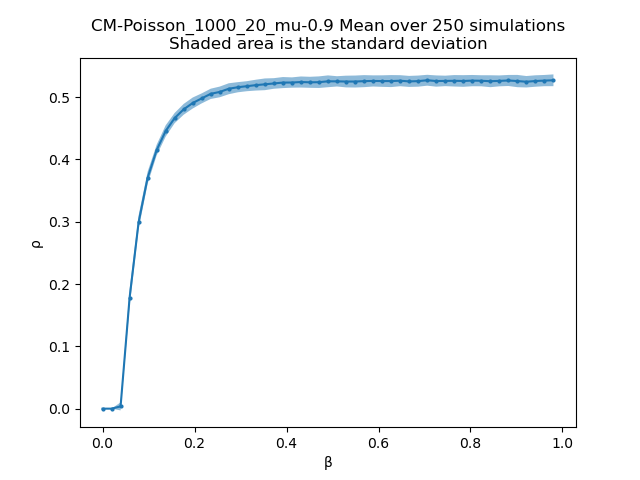 CM-Poisson_1000_20_mu-0.9 Mean over 250 simulations
Shaded area is the standard deviation
0.5
0.4
0.3
0.2
0.1
0.0
ρ
0.0 0.2 0.4 0.6 0.8 1.0
β